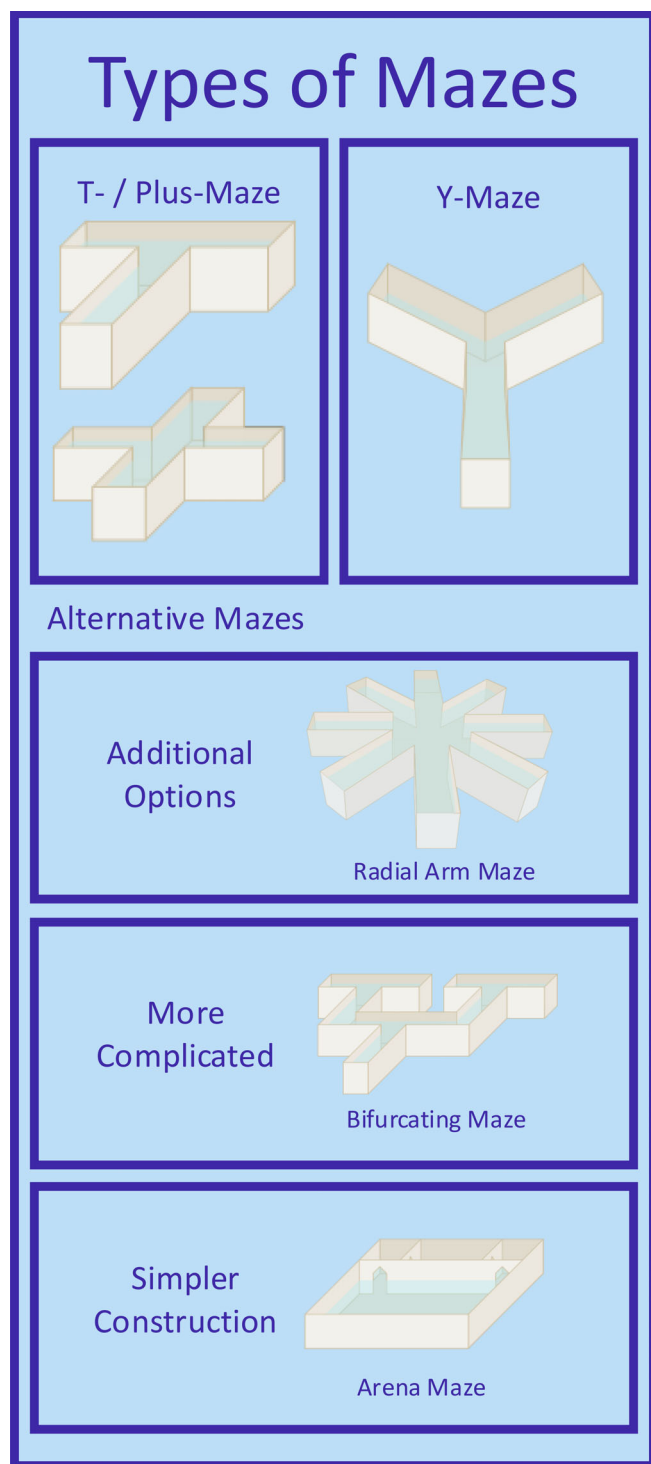 Types of Mazes
T- / Plus-Maze
Y-Maze
Alternative Mazes
Additional
Options
Radial Arm Maze
More
Complicated
Bifurcating Maze
Simpler
Construction
Arena Maze